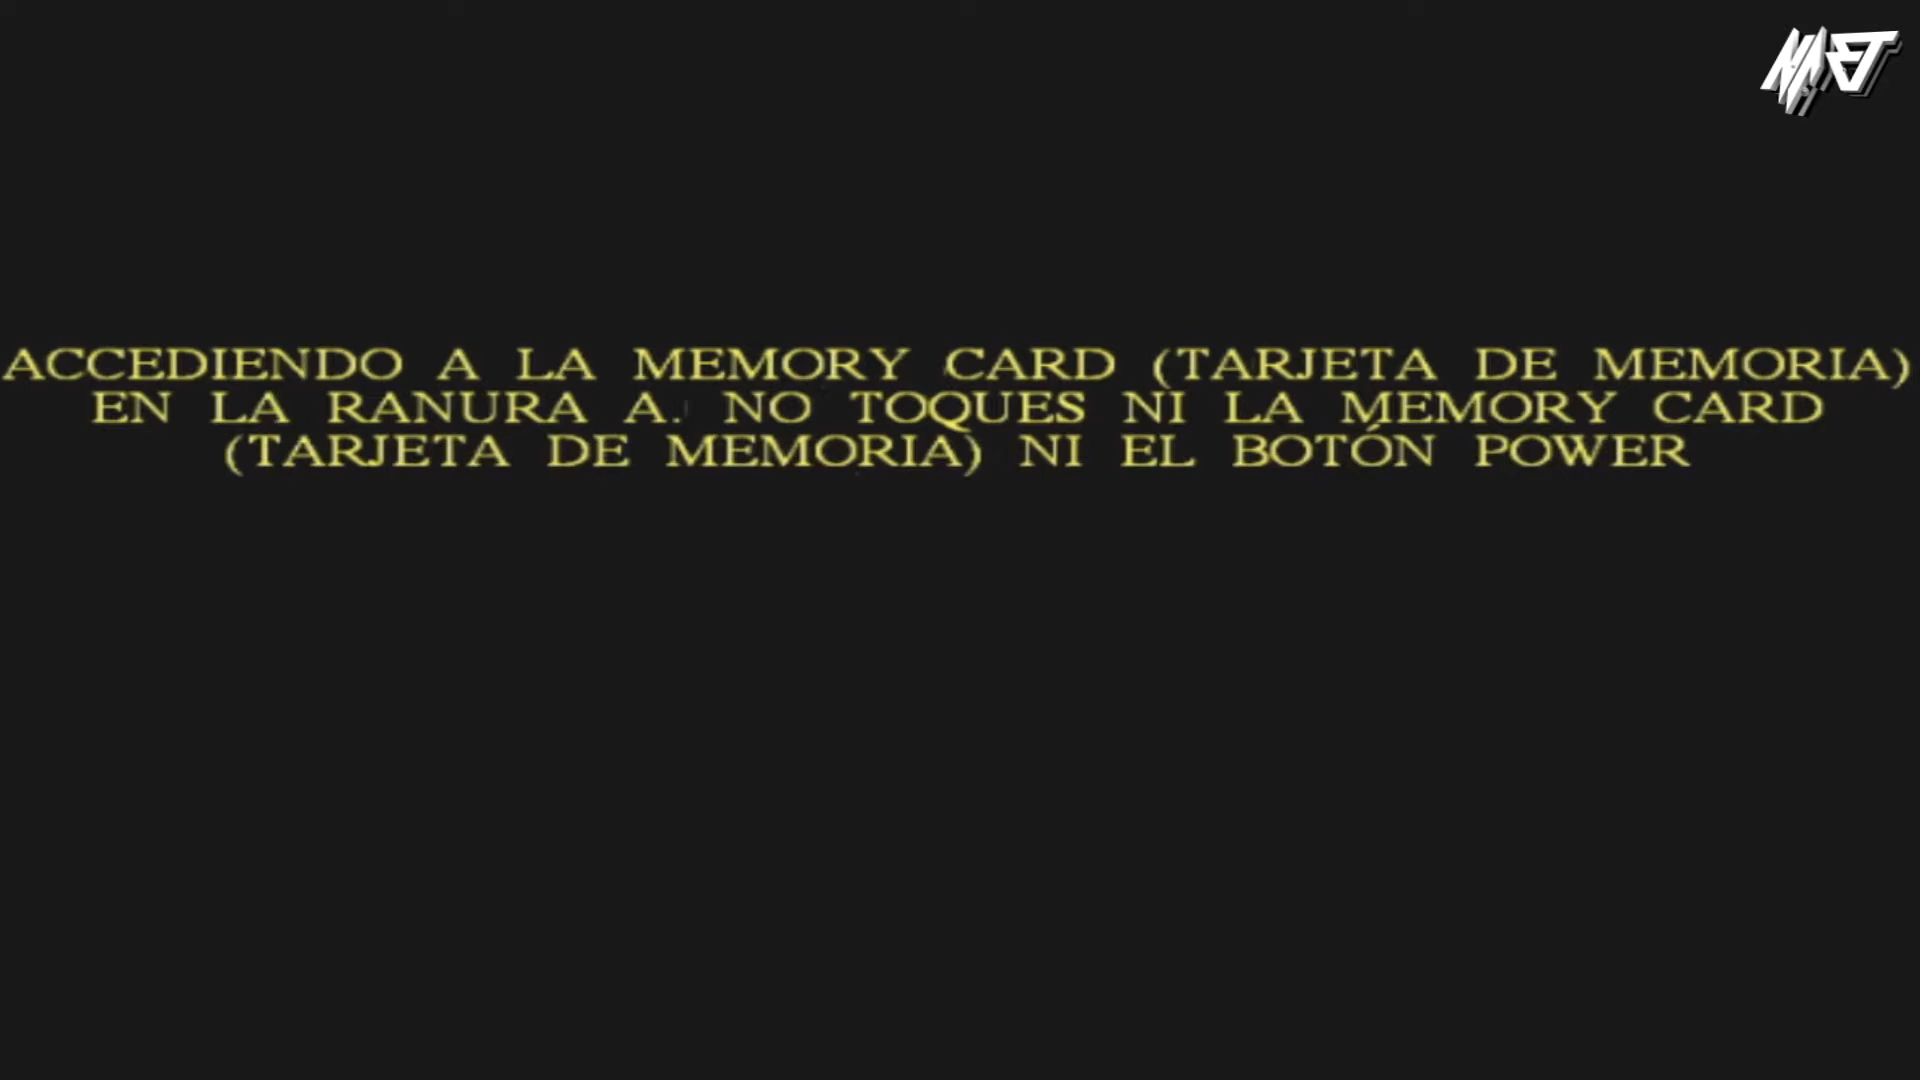 ACCEDIENDO A LA MEMORY CARD (TARJETA DE MEMORIA)
EN LA RANURA A. NO TOQUES NI LA MEMORY CARD
(TARJETA DE MEMORIA) NI EL BOTÓN POWER